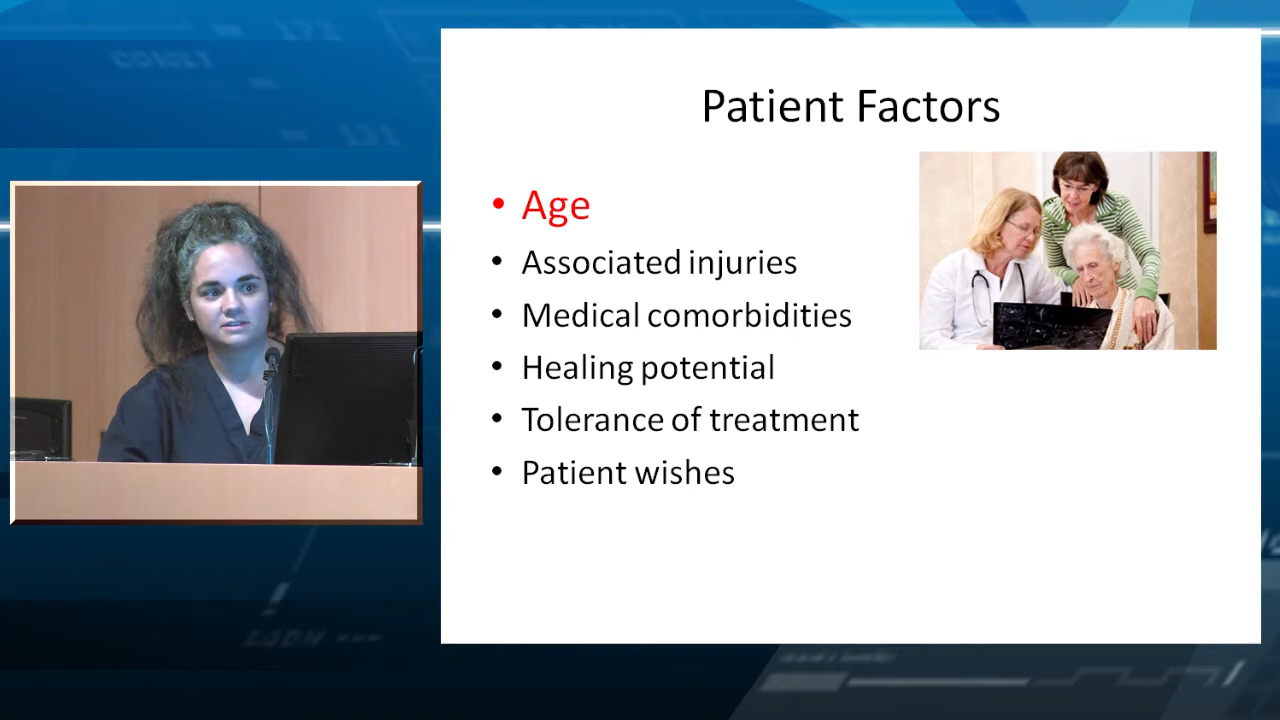 Patient Factors
• Age
• Associated injuries
• Medical comorbidities
• Healing potential
• Tolerance of treatment
• Patient wishes